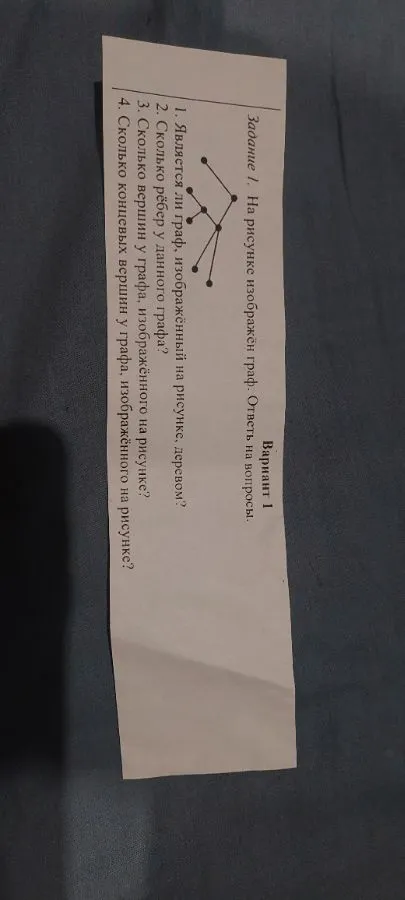 Вариант 1
Задание 1. На рисунке изображён граф. Ответь на вопросы.
1. Является ли граф, изображённый на рисунке, деревом?
2. Сколько рёбер у данного графа?
3. Сколько вершин у графа, изображённого на рисунке?
4. Сколько концевых вершин у графа, изображённого на рисунке?